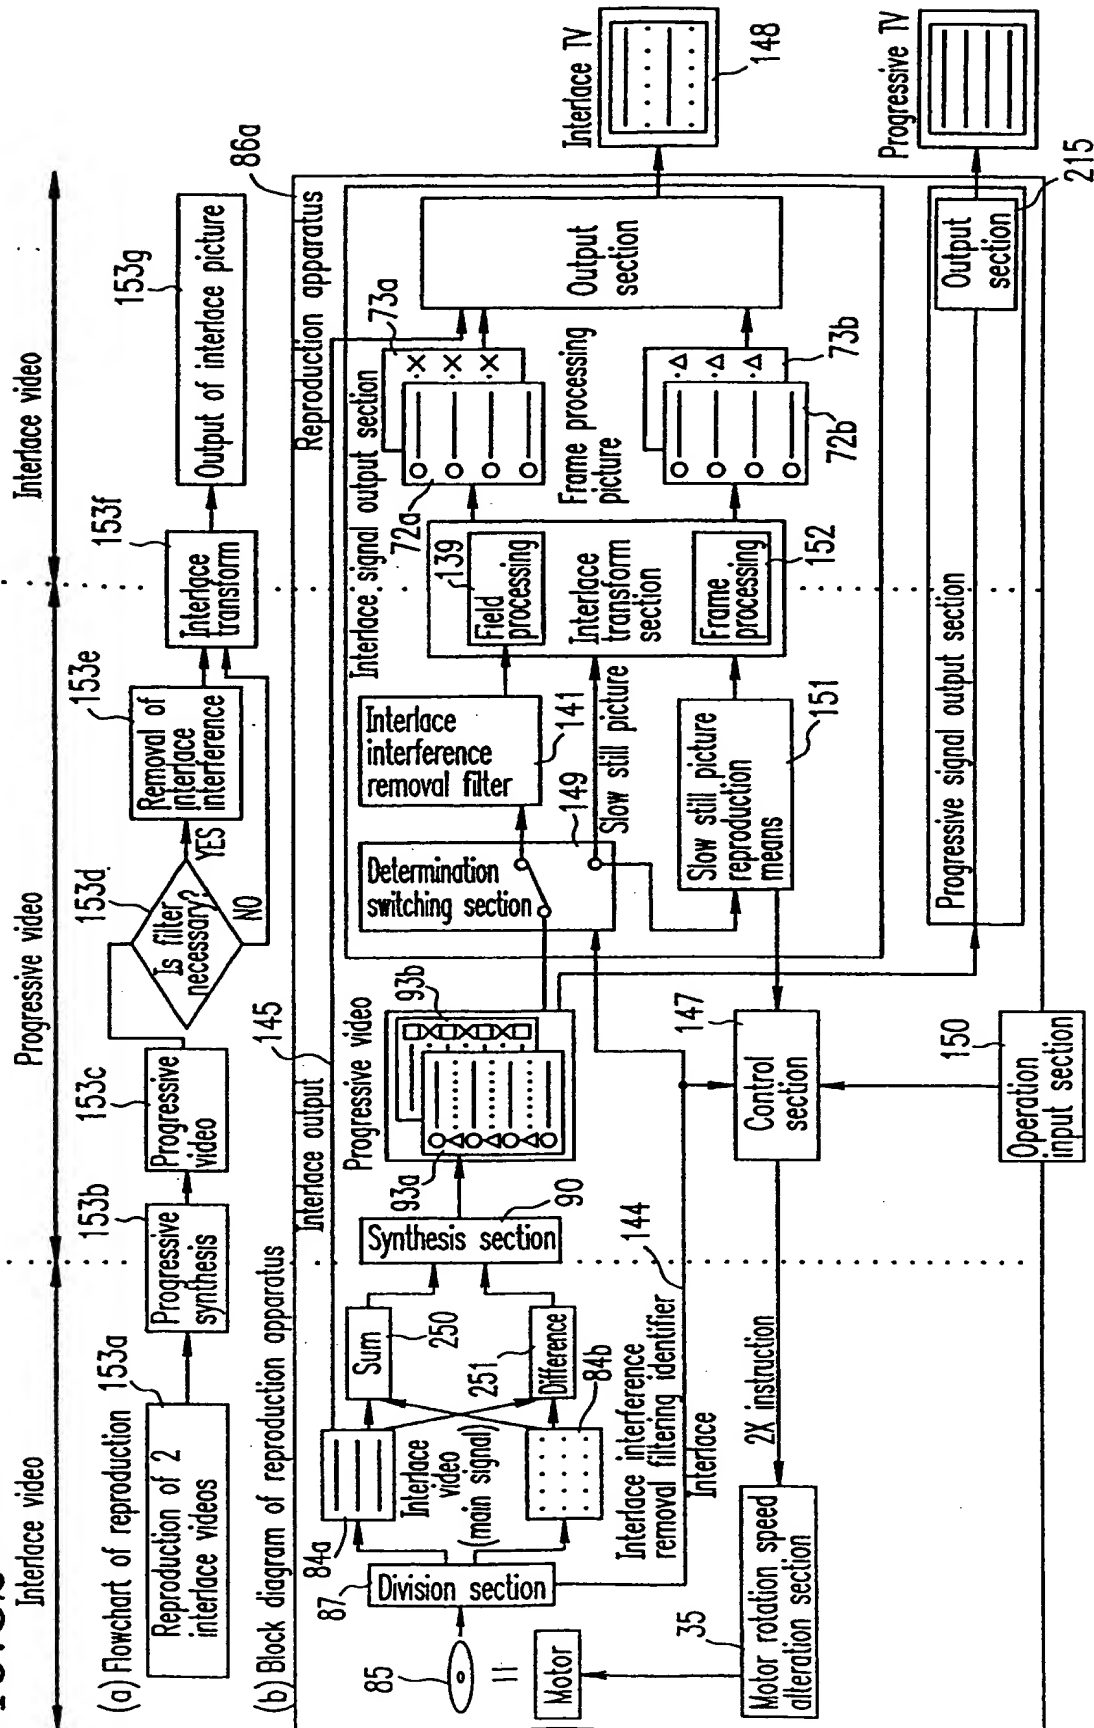 Interlace video
Progressive video
Interlace video
(a) Flowchart of reproduction
153a
Reproduction of 2
interlace videos
153b
Progressive
synthesis
153c
Progressive
video
153d
Is filter
necessary?
YES
NO
153e
Removal of
interlace
interference
153f
Interlace
transform
153g
Output of interlace picture
(b) Block diagram of reproduction apparatus
145
Interlace output
Reproduction apparatus
86a
85
Motor
87
Division section
84a
Interlace
video
(main signal)
84b
Sum
250
251
Difference
Synthesis section
90
Progressive video
93a
93b
Interlace interference
removal filtering identifier
144
Interlace
Interlace signal output section
Determination
switching section
149
Interlace
interference
removal filter
141
Slow still picture
Slow still picture
reproduction
means
151
139
Field
processing
Interlace
transform
section
Frame
processing
152
72a
73a
Frame processing
picture
72b
73b
Output
section
Interlace TV
148
35
Motor rotation speed
alteration section
2X instruction
Control
section
147
Operation
input section
150
Progressive signal output section
Output
section
215
Progressive TV